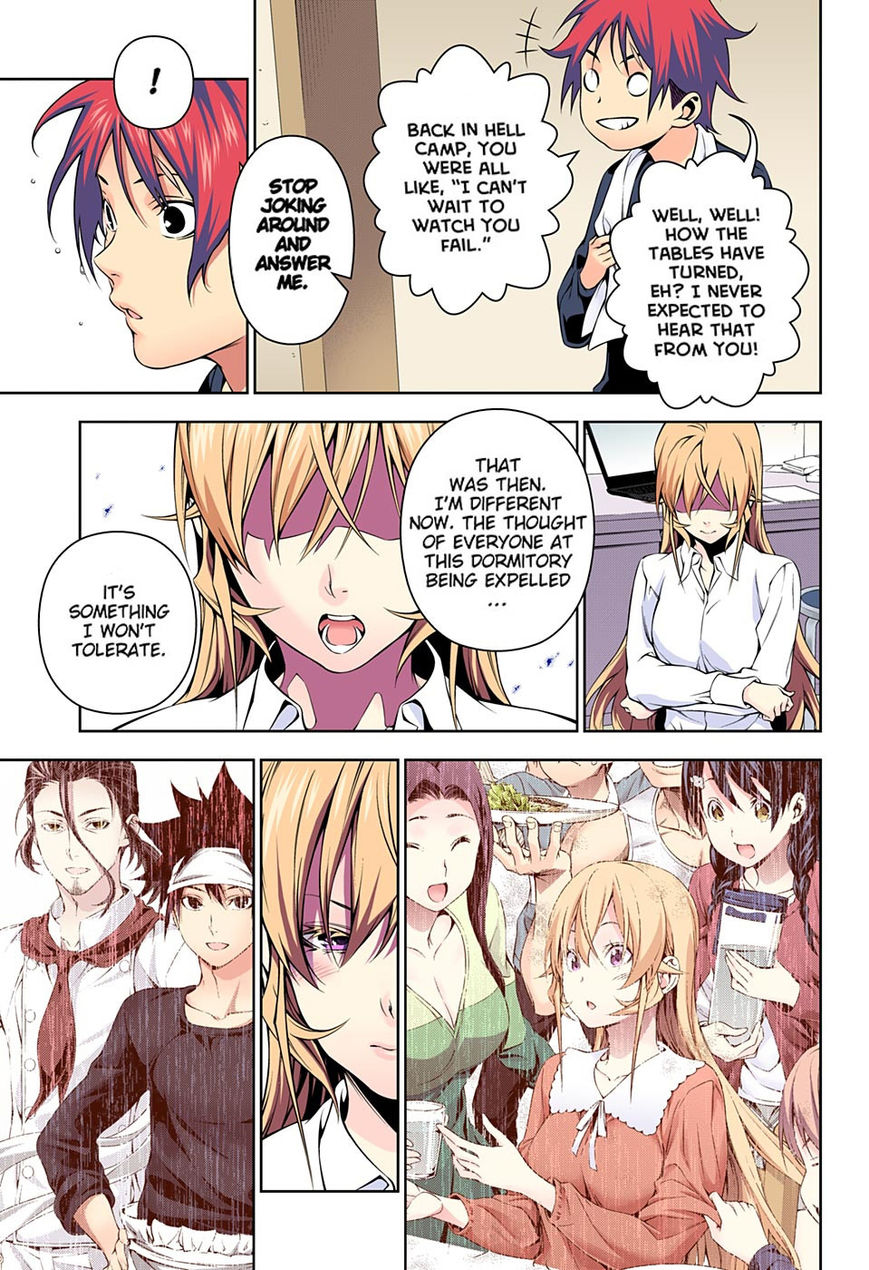 WELL, WELL!
HOW THE
TABLES HAVE
TURNED,
EH? I NEVER
EXPECTED TO
HEAR THAT
FROM YOU!
BACK IN HELL
CAMP, YOU
WERE ALL
LIKE, "I CAN'T
WAIT TO
WATCH YOU
FAIL."
STOP
JOKING
AROUND
AND
ANSWER
ME.
!
THAT
WAS THEN.
I'M DIFFERENT
NOW. THE THOUGHT
OF EVERYONE AT
THIS DORMITORY
BEING EXPELLED
...
IT'S
SOMETHING
I WON'T
TOLERATE.